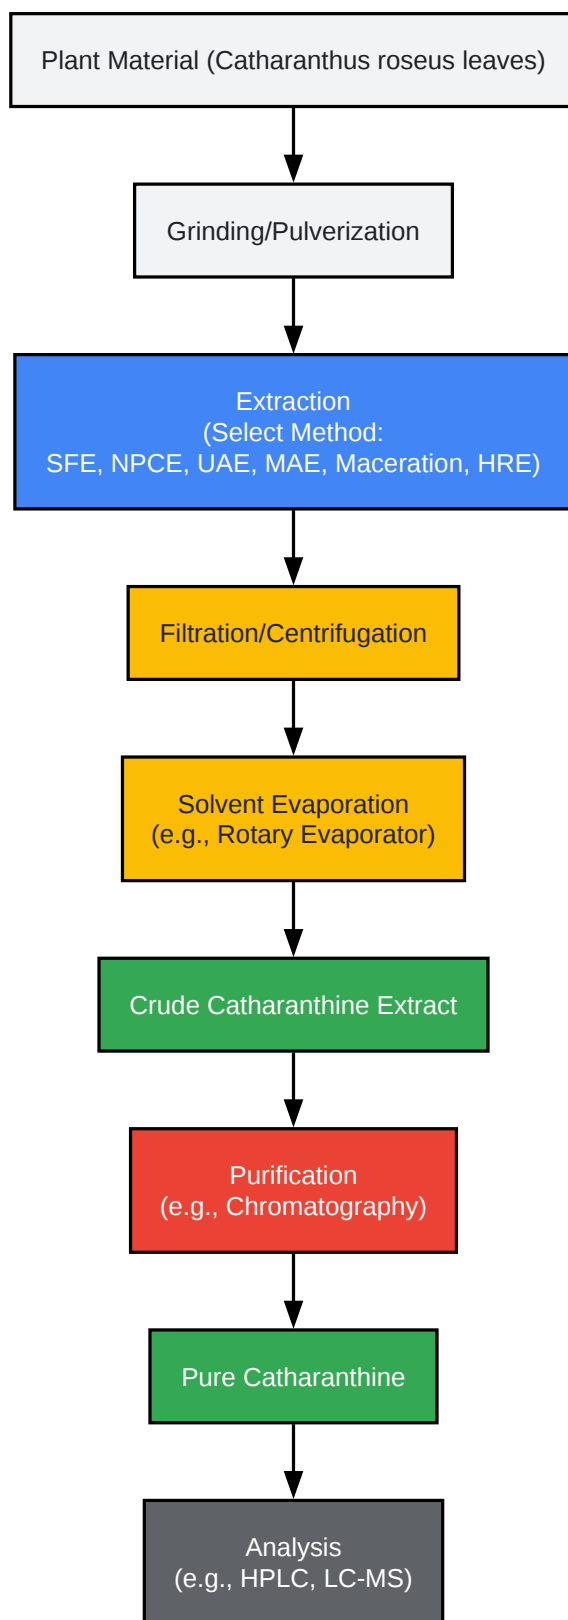 Plant Material (Catharanthus roseus leaves)
Grinding/Pulverization
Extraction
(Select Method:
SFE, NPCE, UAE, MAE, Maceration, HRE)
Filtration/Centrifugation
Solvent Evaporation
(e.g., Rotary Evaporator)
Crude Catharanthine Extract
Purification
(e.g., Chromatography)
Pure Catharanthine
Analysis
(e.g., HPLC, LC-MS)